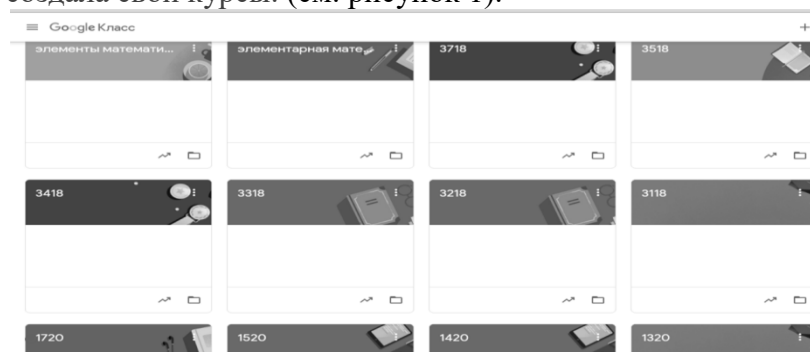 создала свои курсы. (см. рисунок 1).
Google Класс
элементы математи...
элементарная мате
3718
3518
3418
3318
3218
3118
1720
1520
1420
1320